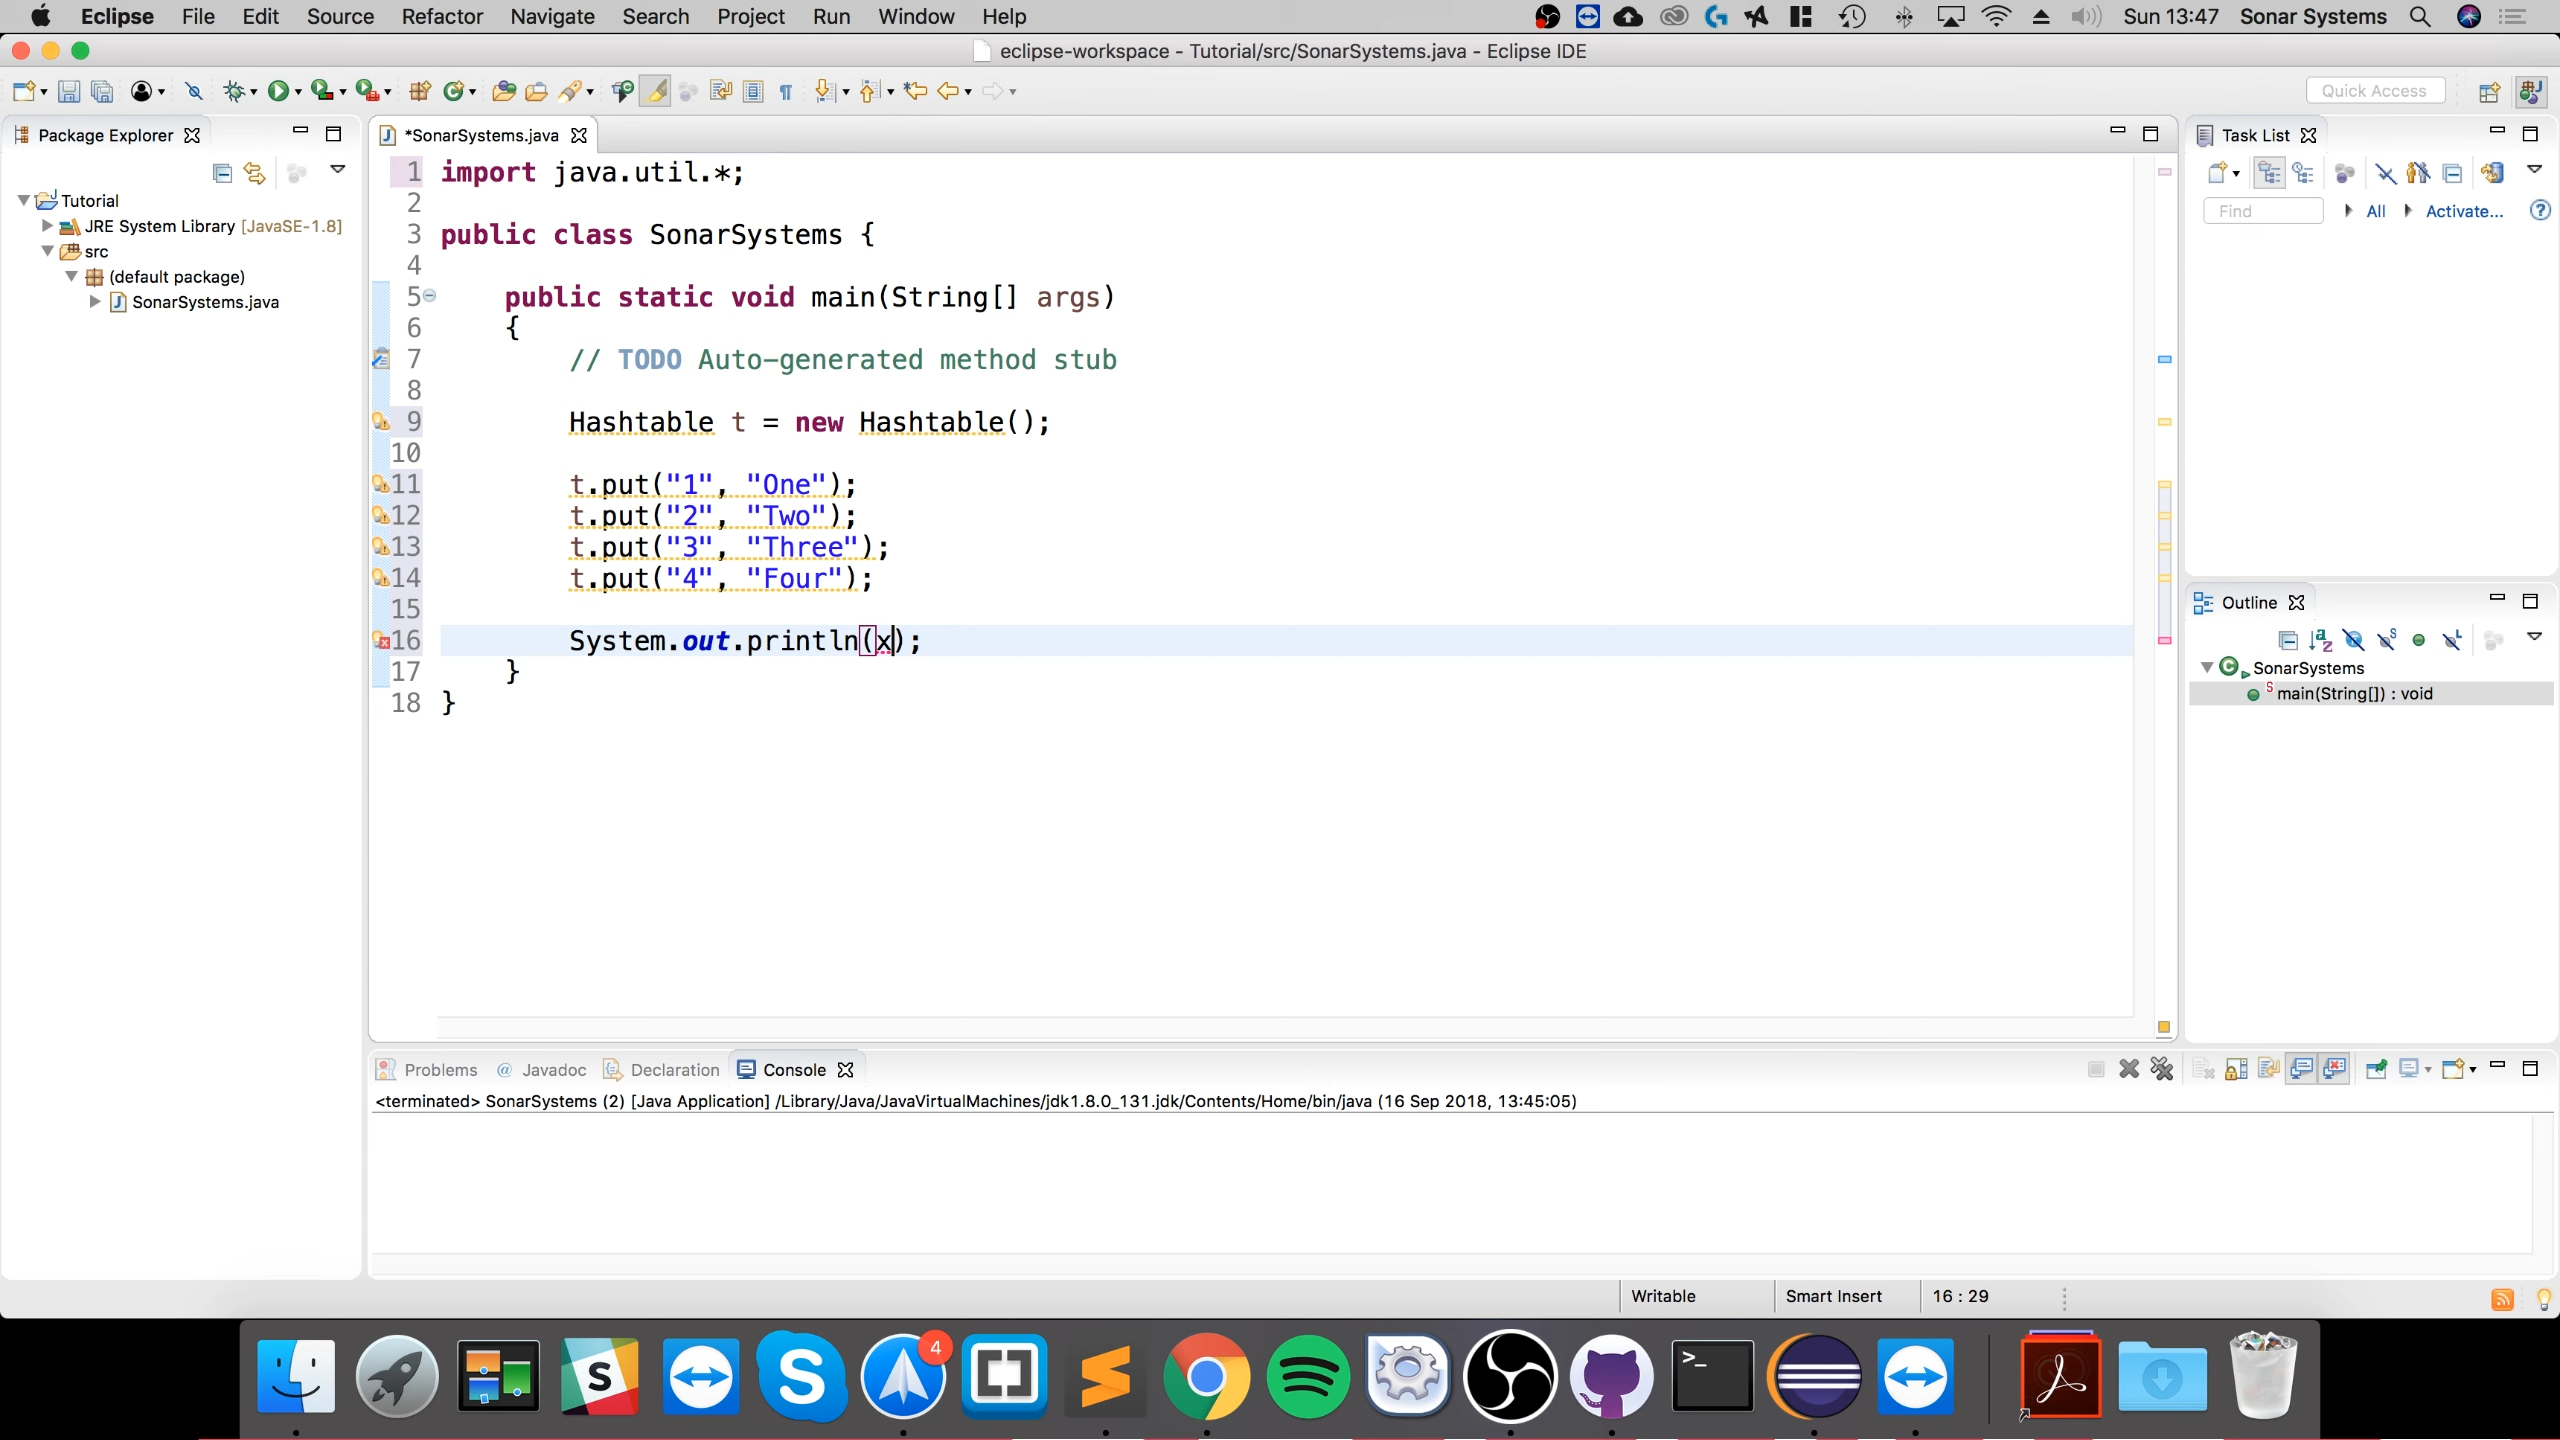 Eclipse File Edit Source Refactor Navigate Search Project Run Window Help Sun 13:47 Sonar Systems
eclipse-workspace - Tutorial/src/SonarSystems.java - Eclipse IDE
Quick Access
Package Explorer
Tutorial
JRE System Library [JavaSE-1.8]
src
(default package)
SonarSystems.java
*SonarSystems.java
1 import java.util.*;
2
3 public class SonarSystems {
4
5 public static void main(String[] args)
6 {
7 // TODO Auto-generated method stub
8
9 Hashtable t = new Hashtable();
10
11 t.put("1", "One");
12 t.put("2", "Two");
13 t.put("3", "Three");
14 t.put("4", "Four");
15
16 System.out.println(x);
17 }
18 }
Task List
Find All Activate...
Outline
SonarSystems
main(String[]) : void
Problems @ Javadoc Declaration Console
<terminated> SonarSystems (2) [Java Application] /Library/Java/JavaVirtualMachines/jdk1.8.0_131.jdk/Contents/Home/bin/java (16 Sep 2018, 13:45:05)
Writable Smart Insert 16 : 29
4